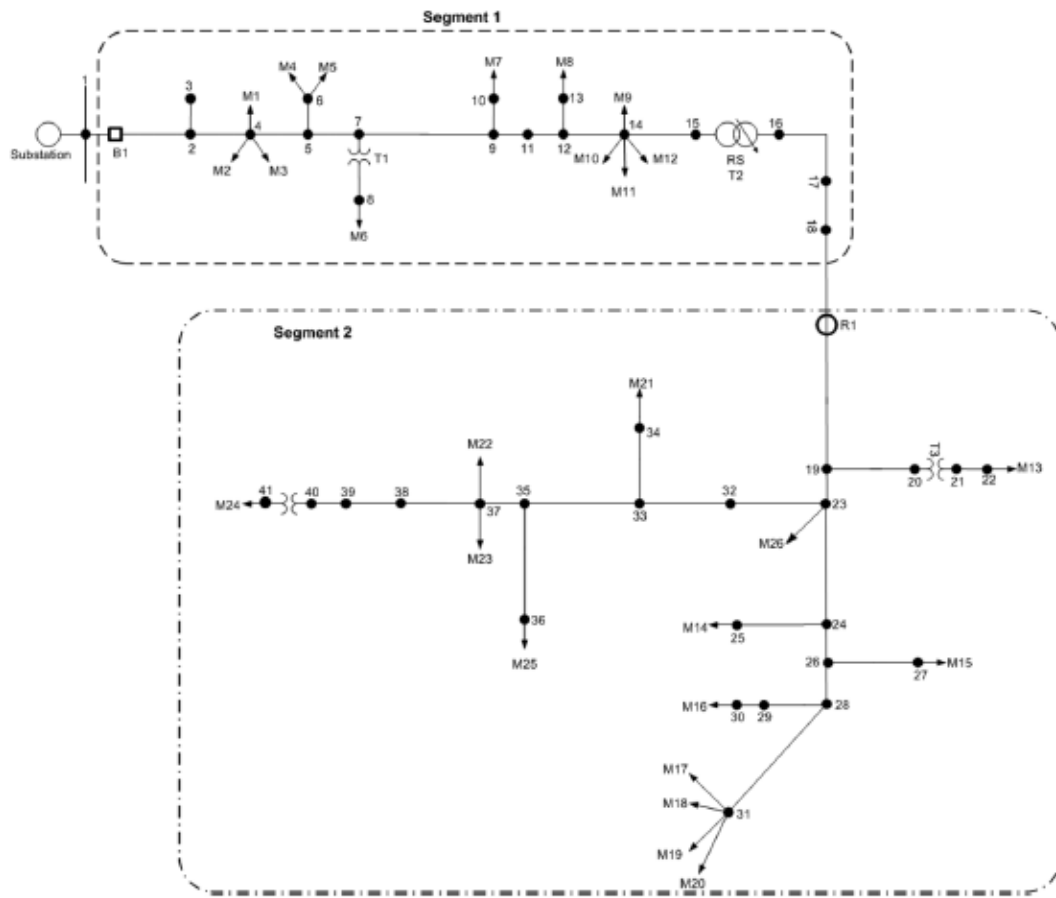 Segment 1
1
Substation
B1
3
2
M1
4
M2
M3
M4
M5
6
5
7
T1
8
M6
M7
10
9
11
M8
13
12
M9
14
M10
M12
M11
15
RS
T2
16
17
18
Segment 2
R1
M21
34
19
T3
20
21
22
M13
M22
M24
41
40
39
38
37
35
33
32
23
M23
M26
36
M25
M14
25
24
26
27
M15
M16
30
29
28
M17
M18
31
M19
M20